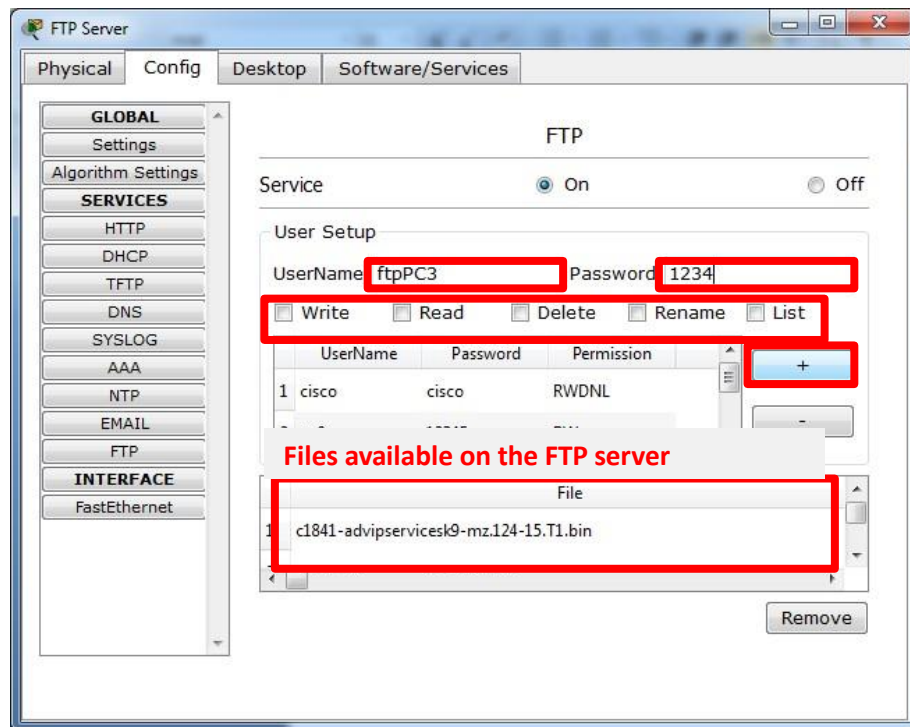 FTP Server
Physical Config Desktop Software/Services
GLOBAL
Settings
Algorithm Settings
SERVICES
HTTP
DHCP
TFTP
DNS
SYSLOG
AAA
NTP
EMAIL
FTP
INTERFACE
FastEthernet
FTP
Service On Off
User Setup
UserName ftpPC3 Password 1234
Write Read Delete Rename List
UserName Password Permission
+
1 cisco cisco RWDNL
-
Files available on the FTP server
File
1 c1841-advipservicesk9-mz.124-15.T1.bin
Remove